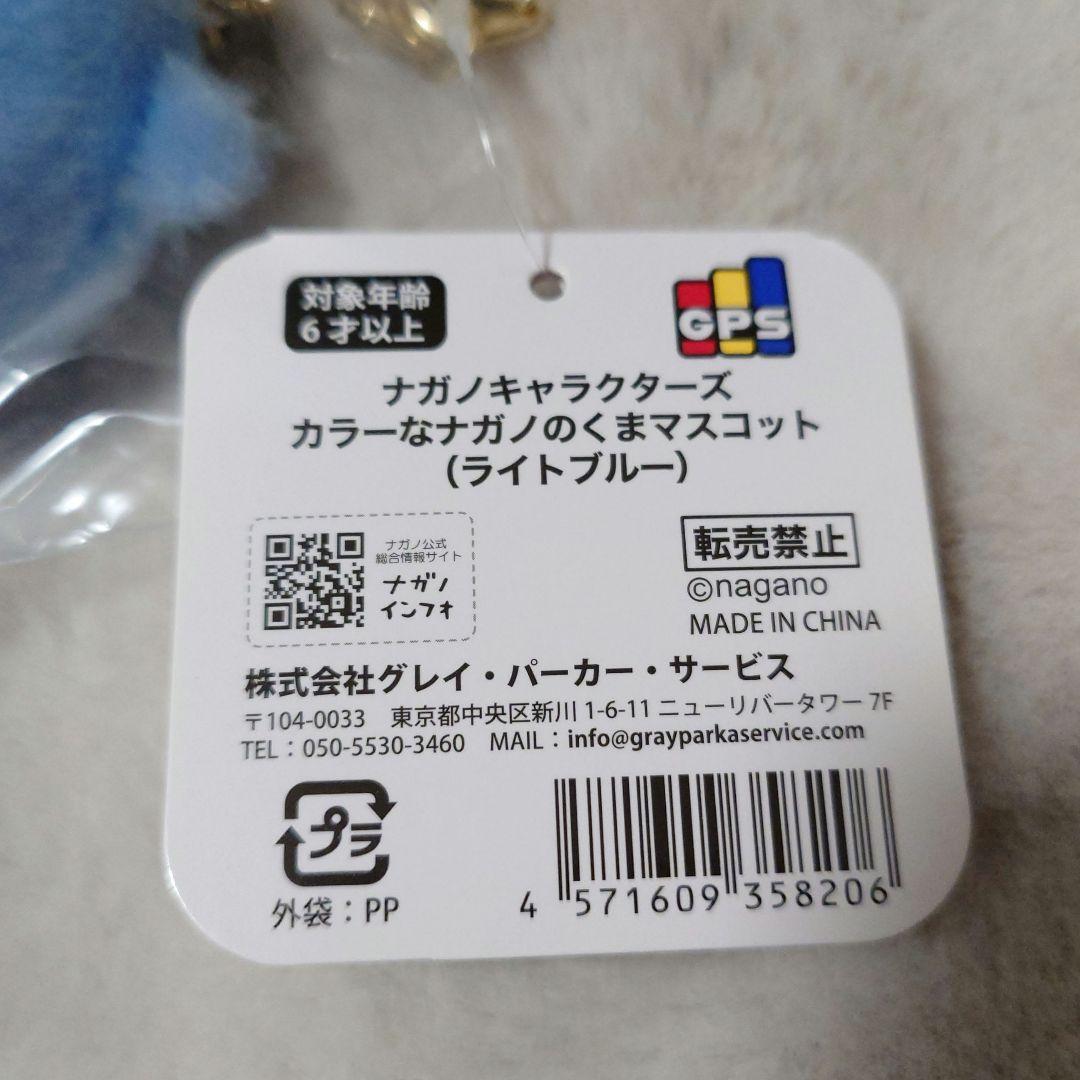 対象年齢
6才以上
GPS
ナガノキャラクターズ
カラーなナガノのくまマスコット
(ライトブルー)
ナガノ公式
総合情報サイト
ナガノ
インフォ
転売禁止
©nagano
MADE IN CHINA
株式会社グレイ・パーカー・サービス
〒104-0033 東京都中央区新川 1-6-11 ニューリバータワー 7F
TEL：050-5530-3460 MAIL：info@grayparkaservice.com
プラ
外袋：PP
4 571609 358206